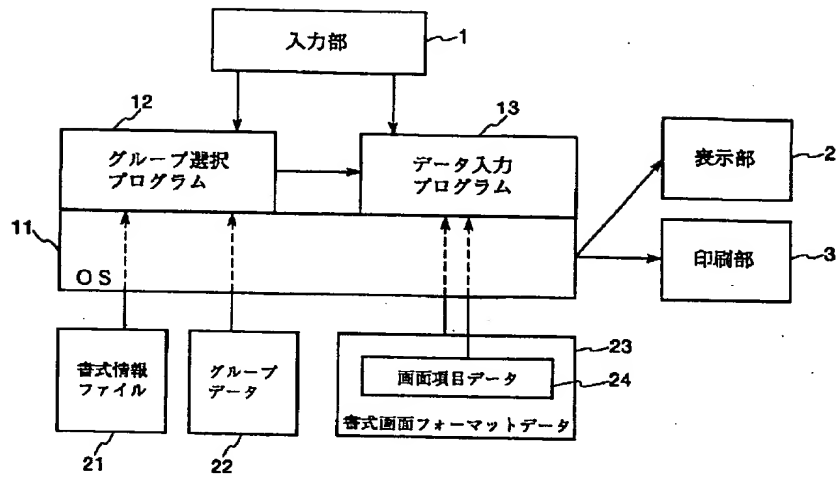 入力部
1
12
13
グループ選択
プログラム
データ入力
プログラム
表示部
2
11
OS
印刷部
3
書式情報
ファイル
グループ
データ
画面項目データ
書式画面フォーマットデータ
23
24
21
22